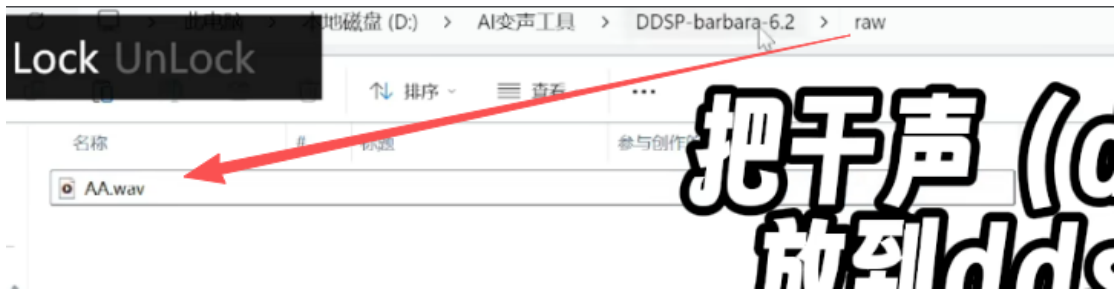 此电脑 > 本地磁盘 (D:) > AI变声工具 > DDSP-barbara-6.2 > raw
Lock UnLock
排序 查看 ...
名称 # 标题 参与创作的
AA.wav
把干声（d
放到dds